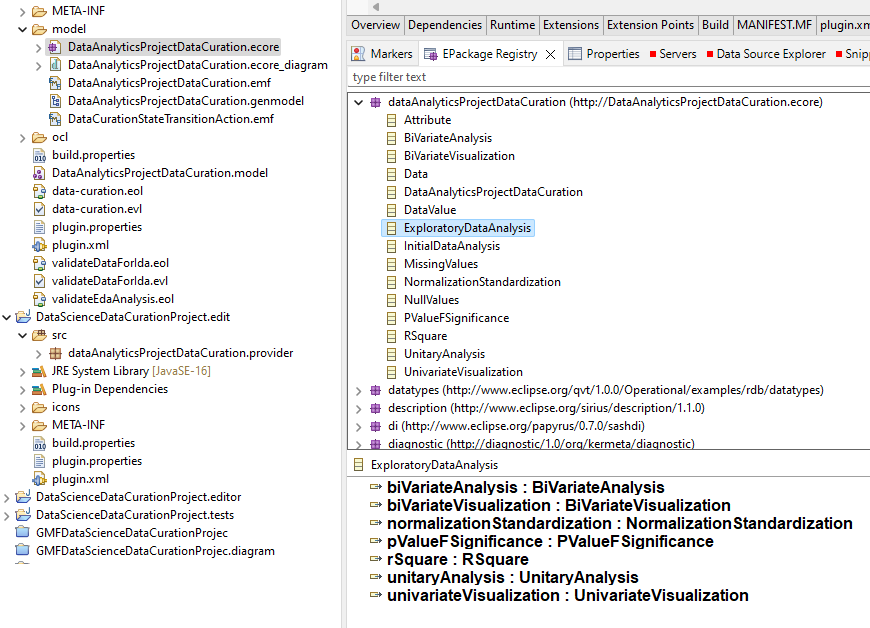 META-INF
model
DataAnalyticsProjectDataCuration.ecore
DataAnalyticsProjectDataCuration.ecore_diagram
DataAnalyticsProjectDataCuration.emf
DataAnalyticsProjectDataCuration.genmodel
DataCurationStateTransitionAction.emf
ocl
build.properties
DataAnalyticsProjectDataCuration.model
data-curation.eol
data-curation.evl
plugin.properties
plugin.xml
validateDataForIda.eol
validateDataForIda.evl
validateEdaAnalysis.eol
DataScienceDataCurationProject.edit
src
dataAnalyticsProjectDataCuration.provider
JRE System Library [JavaSE-16]
Plug-in Dependencies
icons
META-INF
build.properties
plugin.properties
plugin.xml
DataScienceDataCurationProject.editor
DataScienceDataCurationProject.tests
GMFDataScienceDataCurationProjec
GMFDataScienceDataCurationProjec.diagram
Overview Dependencies Runtime Extensions Extension Points Build MANIFEST.MF plugin.xm
Markers EPackage Registry Properties Servers Data Source Explorer Snip
type filter text
dataAnalyticsProjectDataCuration (http://DataAnalyticsProjectDataCuration.ecore)
Attribute
BiVariateAnalysis
BiVariateVisualization
Data
DataAnalyticsProjectDataCuration
DataValue
ExploratoryDataAnalysis
InitialDataAnalysis
MissingValues
NormalizationStandardization
NullValues
PValueFSignificance
RSquare
UnitaryAnalysis
UnivariateVisualization
datatypes (http://www.eclipse.org/qvt/1.0.0/Operational/examples/rdb/datatypes)
description (http://www.eclipse.org/sirius/description/1.1.0)
di (http://www.eclipse.org/papyrus/0.7.0/sashdi)
diagnostic (http://diagnostic/1.0/org/kermeta/diagnostic)
ExploratoryDataAnalysis
biVariateAnalysis : BiVariateAnalysis
biVariateVisualization : BiVariateVisualization
normalizationStandardization : NormalizationStandardization
pValueFSignificance : PValueFSignificance
rSquare : RSquare
unitaryAnalysis : UnitaryAnalysis
univariateVisualization : UnivariateVisualization